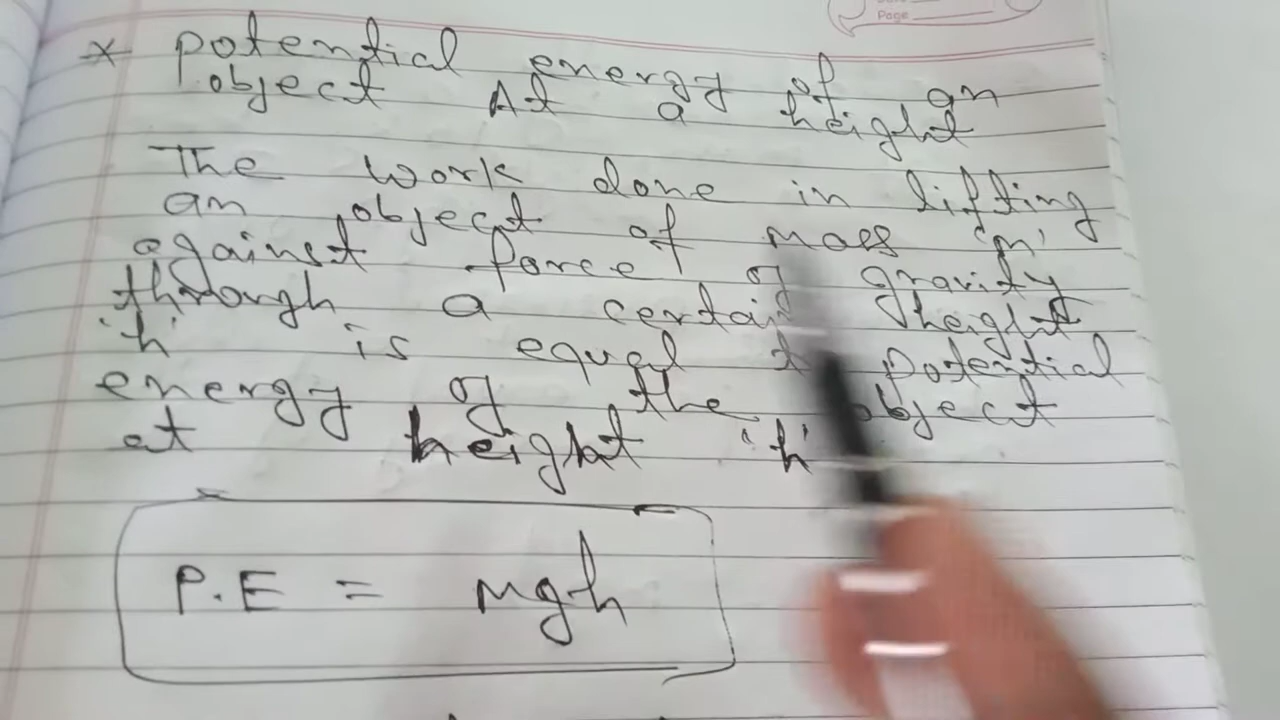 Page
* potential energy of an
object At a height
The work done in lifting
an object of mass 'm'
against force of gravity
through a certain height
'h' is equal to potential
energy of the object
at height 'h'
P.E = mgh